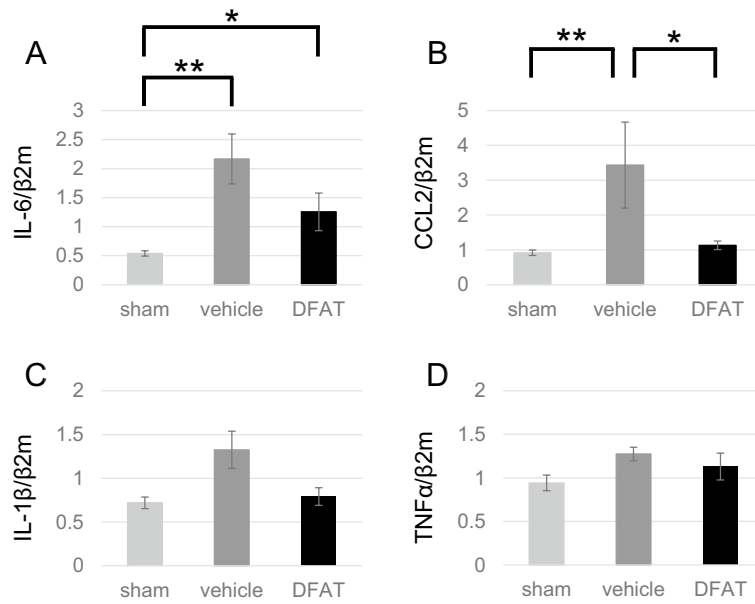 A
*
**
IL-6/β2m
3
2.5
2
1.5
1
0.5
0
sham vehicle DFAT
B
** *
CCL2/β2m
5
4
3
2
1
0
sham vehicle DFAT
C
IL-1β/β2m
2
1.5
1
0.5
0
sham vehicle DFAT
D
TNFα/β2m
2
1.5
1
0.5
0
sham vehicle DFAT